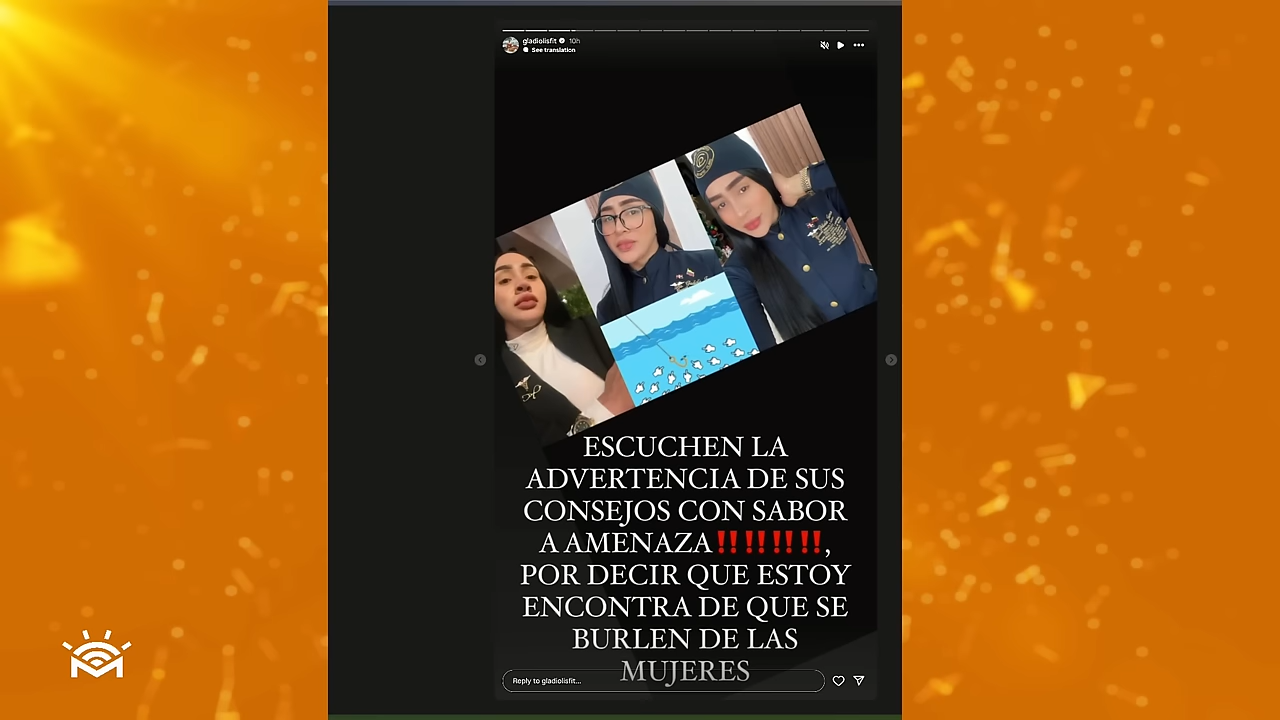 gladiolisfit 10h
See translation
ESCUCHEN LA
ADVERTENCIA DE SUS
CONSEJOS CON SABOR
A AMENAZA‼️‼️‼️‼️,
POR DECIR QUE ESTOY
ENCONTRA DE QUE SE
BURLEN DE LAS
MUJERES
Reply to gladiolisfit...